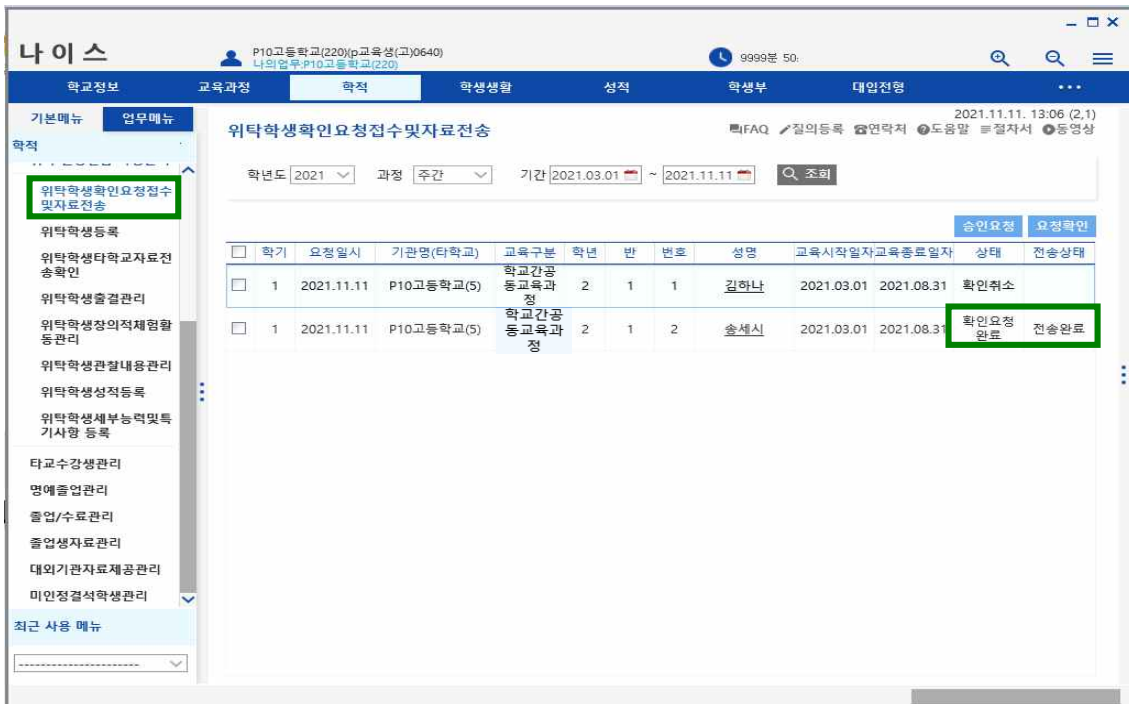 나이스
P10고등학교(220)(p교육생(고)0640)
나의업무:P10고등학교(220)
9999분 50:
학교정보 교육과정 학적 학생생활 성적 학생부 대입전형 •••
기본메뉴 업무메뉴
학적
위탁학생확인요청접수
및자료전송
위탁학생등록
위탁학생타학교자료전
송확인
위탁학생출결관리
위탁학생창의적체험활
동관리
위탁학생관찰내용관리
위탁학생성적등록
위탁학생세부능력및특
기사항 등록
타교수강생관리
명예졸업관리
졸업/수료관리
졸업생자료관리
대외기관자료제공관리
미인정결석학생관리
최근 사용 메뉴
----------------------
2021.11.11. 13:06 (2,1)
위탁학생확인요청접수및자료전송
FAQ 질의등록 연락처 도움말 절차서 동영상
학년도 2021 과정 주간 기간 2021.03.01 ~ 2021.11.11 조회
승인요청 요청확인
학기 요청일시 기관명(타학교) 교육구분 학년 반 번호 성명 교육시작일자 교육종료일자 상태 전송상태
1 2021.11.11 P10고등학교(5) 학교간공
동교육과
정 2 1 1 김하나 2021.03.01 2021.08.31 확인취소
1 2021.11.11 P10고등학교(5) 학교간공
동교육과
정 2 1 2 송세시 2021.03.01 2021.08.31 확인요청
완료 전송완료